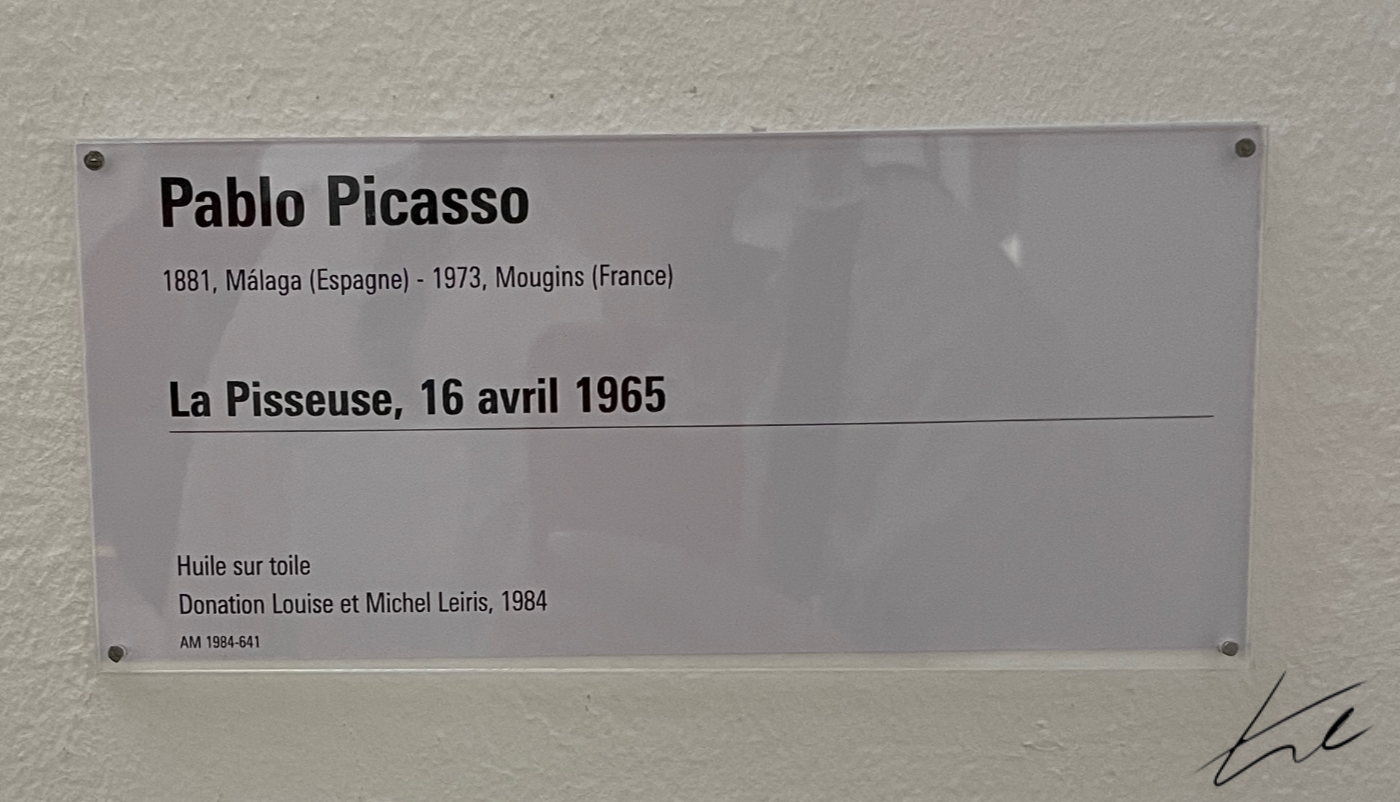 Pablo Picasso
1881, Málaga (Espagne) - 1973, Mougins (France)
La Pisseuse, 16 avril 1965
Huile sur toile
Donation Louise et Michel Leiris, 1984
AM 1984-641